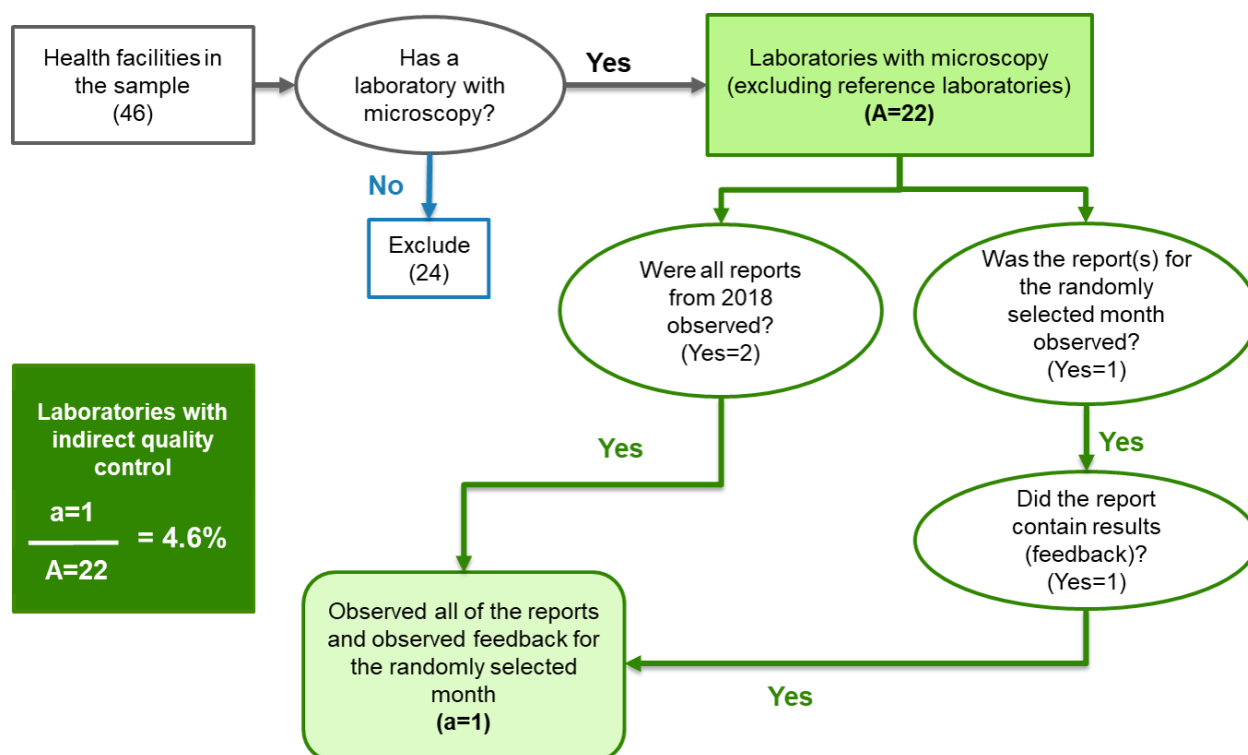 Health facilities in
the sample
(46)
Has a
laboratory with
microscopy?
Yes
Laboratories with microscopy
(excluding reference laboratories)
(A=22)
No
Exclude
(24)
Were all reports
from 2018
observed?
(Yes=2)
Was the report(s) for
the randomly
selected month
observed?
(Yes=1)
Laboratories with
indirect quality
control
a=1
A=22
= 4.6%
Yes
Yes
Did the report
contain results
(feedback)?
(Yes=1)
Observed all of the reports
and observed feedback for
the randomly selected
month
(a=1)
Yes